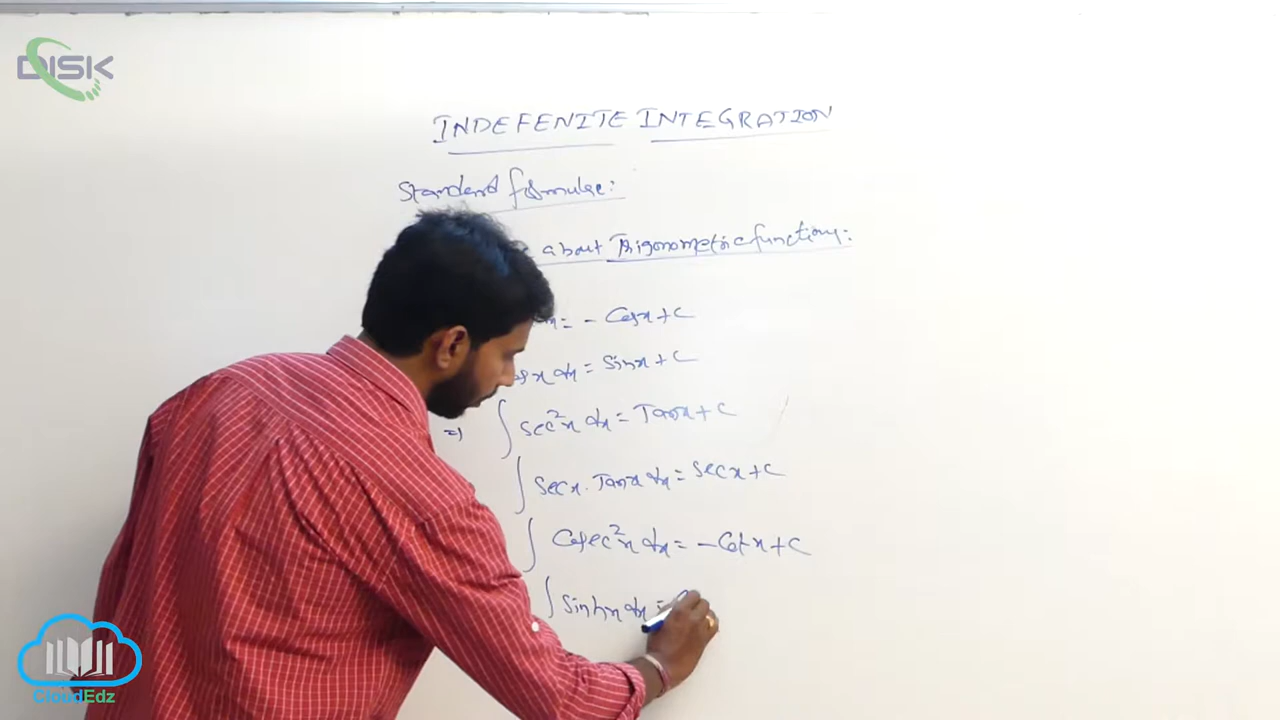 DISK
INDEFENITE INTEGRATION
Standard formulae:
about Trigonometric functions:
= - Cosx + C
dx = Sinx + C
=) ∫ Sec²x dx = Tanx + C
∫ Secx . Tanx dx = Secx + C
∫ Cosec²x dx = - Cotx + C
∫ Sinhx dx =
CloudEdz